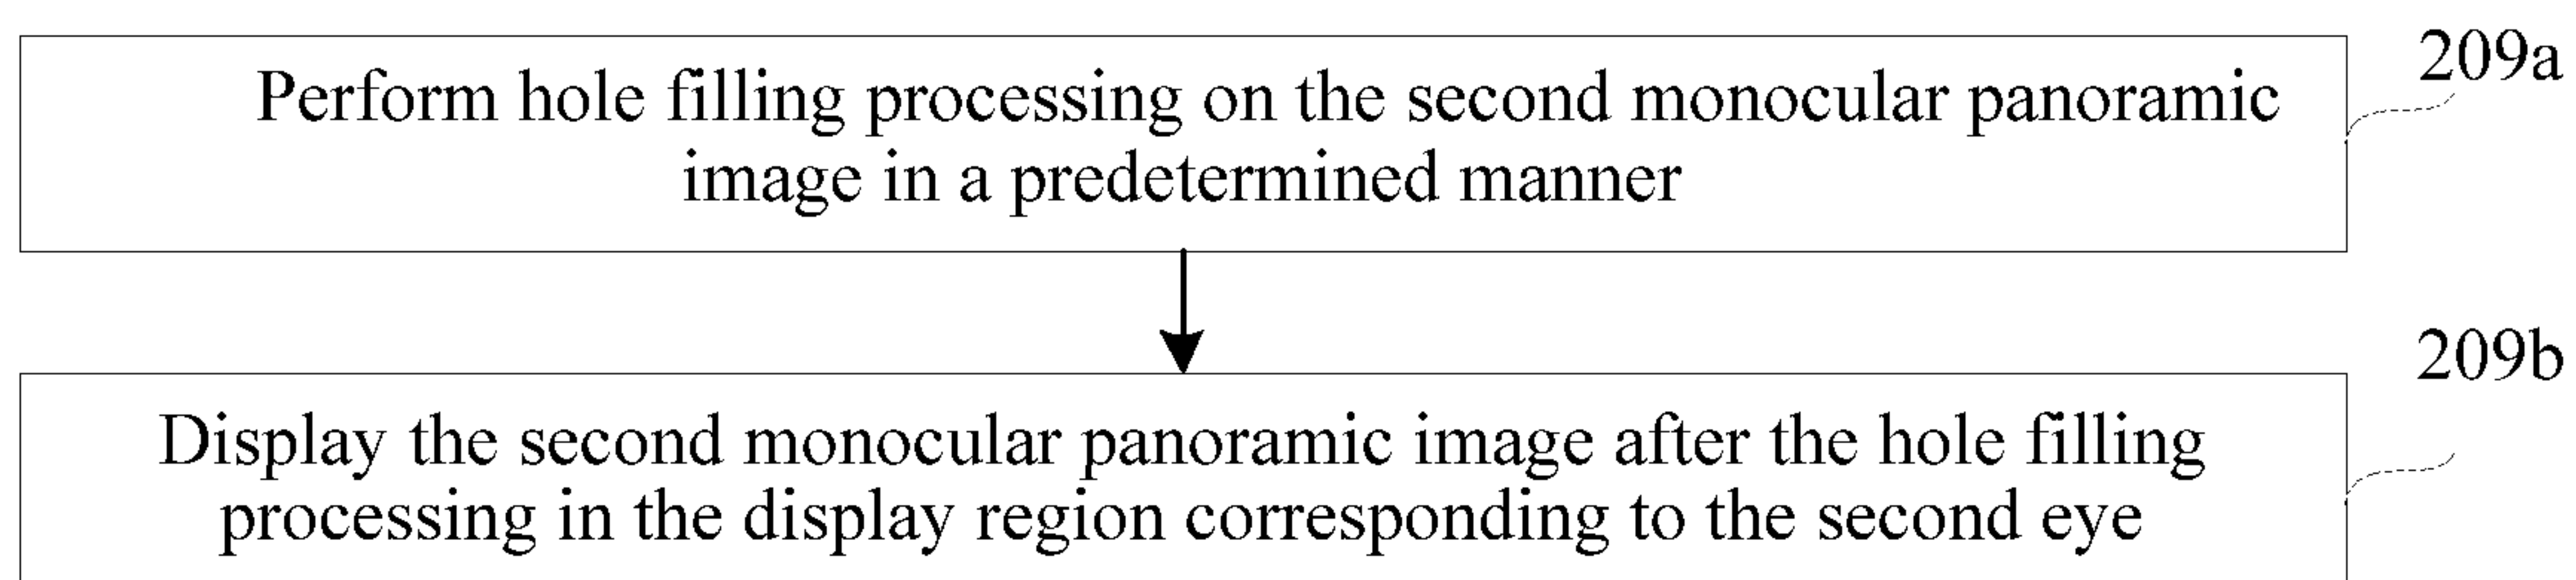 209a
Perform hole filling processing on the second monocular panoramic
image in a predetermined manner
209b
Display the second monocular panoramic image after the hole filling
processing in the display region corresponding to the second eye